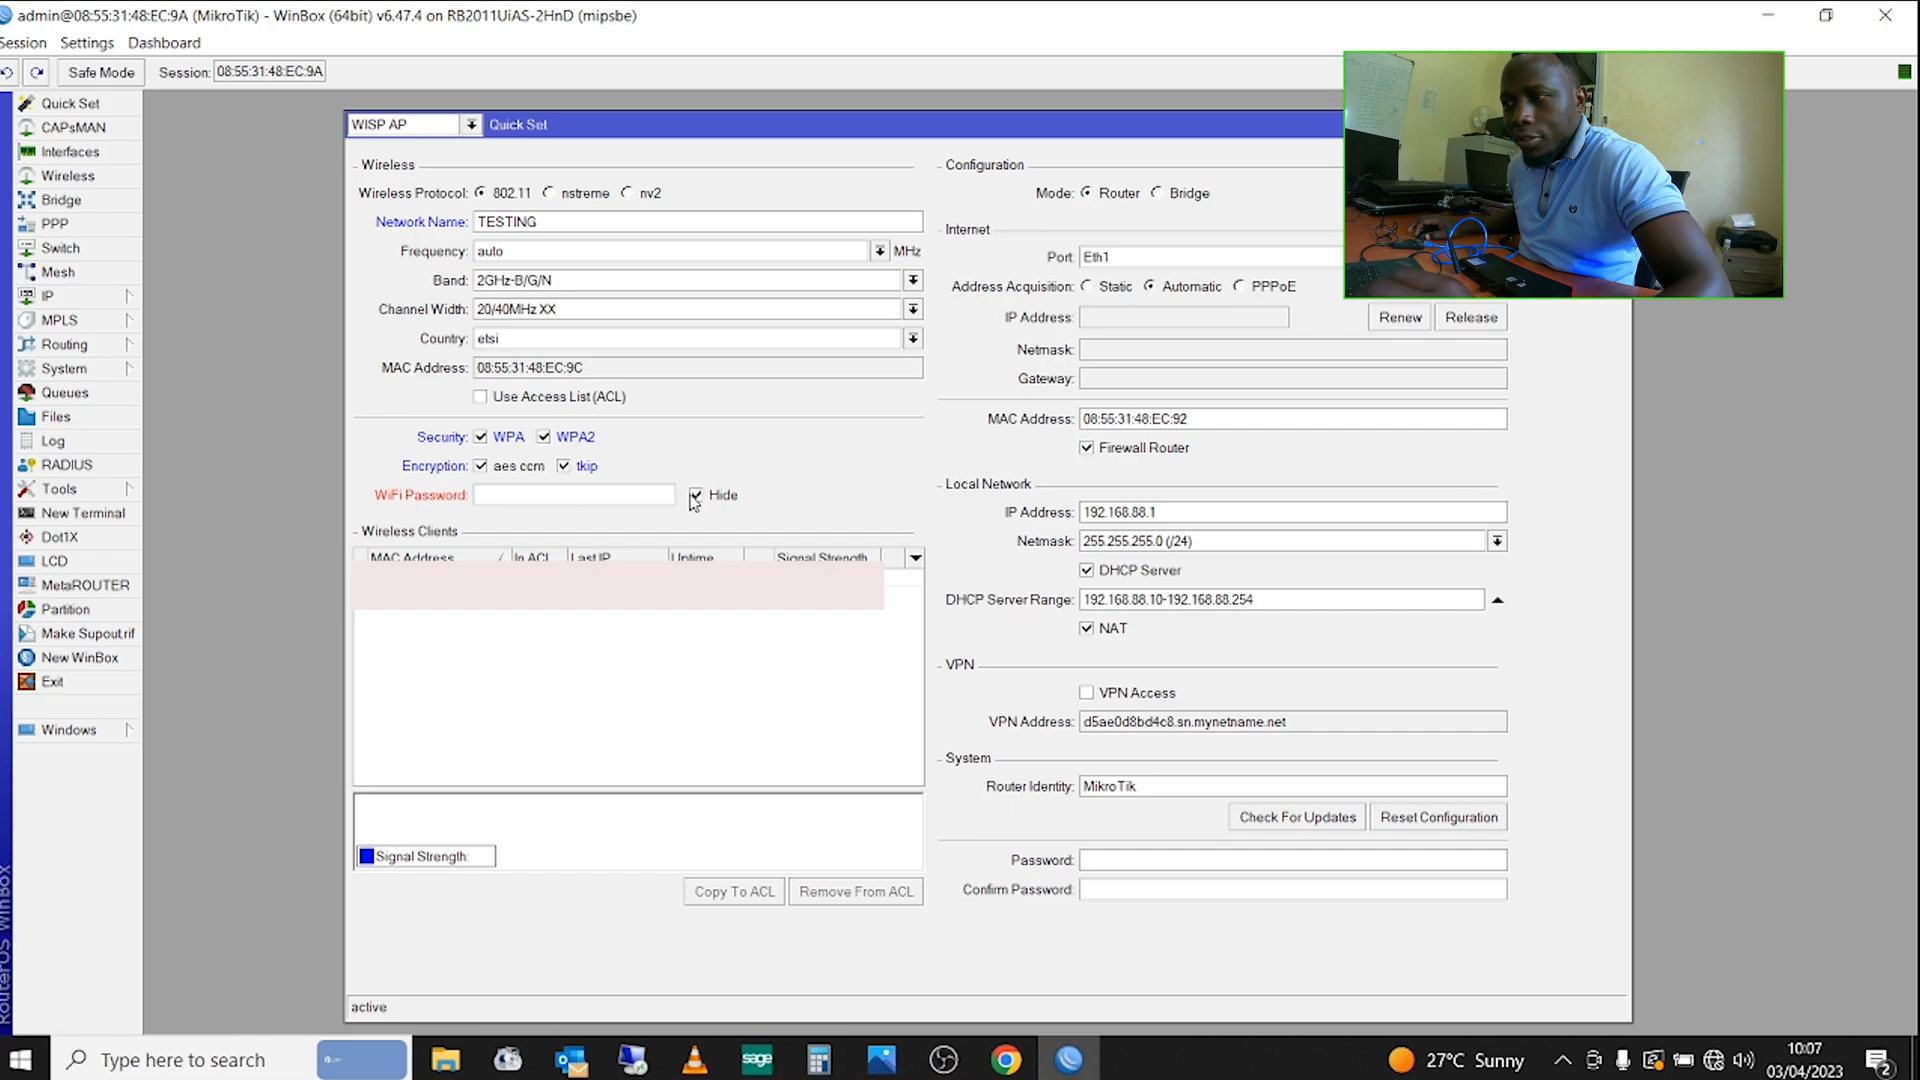 admin@08:55:31:48:EC:9A (MikroTik) - WinBox (64bit) v6.47.4 on RB2011UiAS-2HnD (mipsbe)
Session Settings Dashboard
Safe Mode Session: 08:55:31:48:EC:9A
Quick Set
CAPsMAN
Interfaces
Wireless
Bridge
PPP
Switch
Mesh
IP
MPLS
Routing
System
Queues
Files
Log
RADIUS
Tools
New Terminal
Dot1X
LCD
MetaROUTER
Partition
Make Supout.rif
New WinBox
Exit
Windows
RouterOS WinBox
WISP AP Quick Set
Wireless
Wireless Protocol: 802.11 nstreme nv2
Network Name: TESTING
Frequency: auto MHz
Band: 2GHz-B/G/N
Channel Width: 20/40MHz XX
Country: etsi
MAC Address: 08:55:31:48:EC:9C
Use Access List (ACL)
Security: WPA WPA2
Encryption: aes ccm tkip
WiFi Password: Hide
Wireless Clients
MAC Address / In ACL Last IP Uptime Signal Strength
Signal Strength:
Copy To ACL Remove From ACL
active
Configuration
Mode: Router Bridge
Internet
Port: Eth1
Address Acquisition: Static Automatic PPPoE
IP Address: Renew Release
Netmask:
Gateway:
MAC Address: 08:55:31:48:EC:92
Firewall Router
Local Network
IP Address: 192.168.88.1
Netmask: 255.255.255.0 (/24)
DHCP Server
DHCP Server Range: 192.168.88.10-192.168.88.254
NAT
VPN
VPN Access
VPN Address: d5ae0d8bd4c8.sn.mynetname.net
System
Router Identity: MikroTik
Check For Updates Reset Configuration
Password:
Confirm Password:
Type here to search
sage
27°C Sunny
10:07
03/04/2023
2